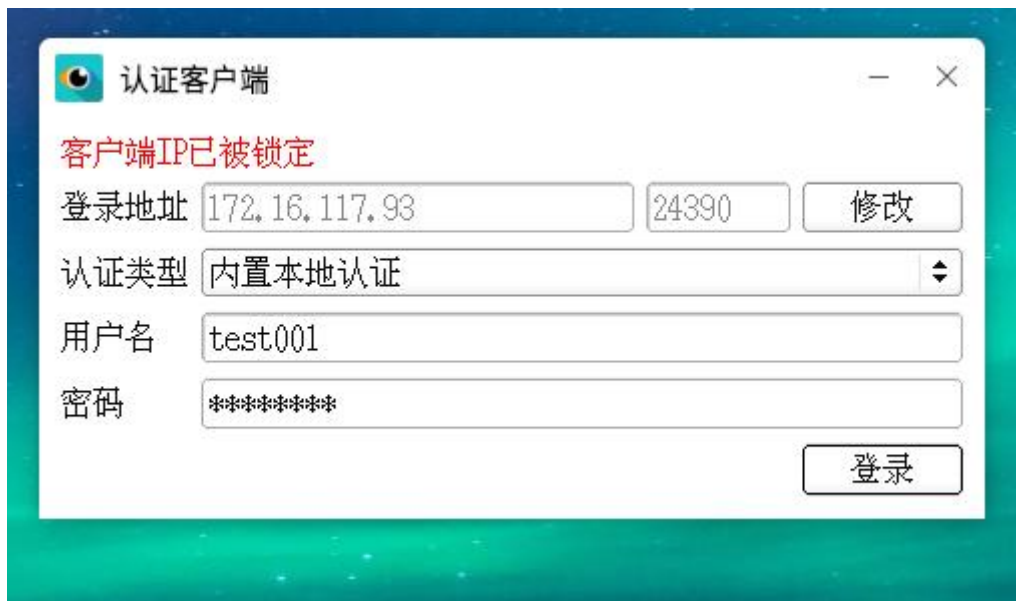 认证客户端
客户端IP已被锁定
登录地址 172.16.117.93 24390 修改
认证类型 内置本地认证
用户名 test001
密码 ********
登录